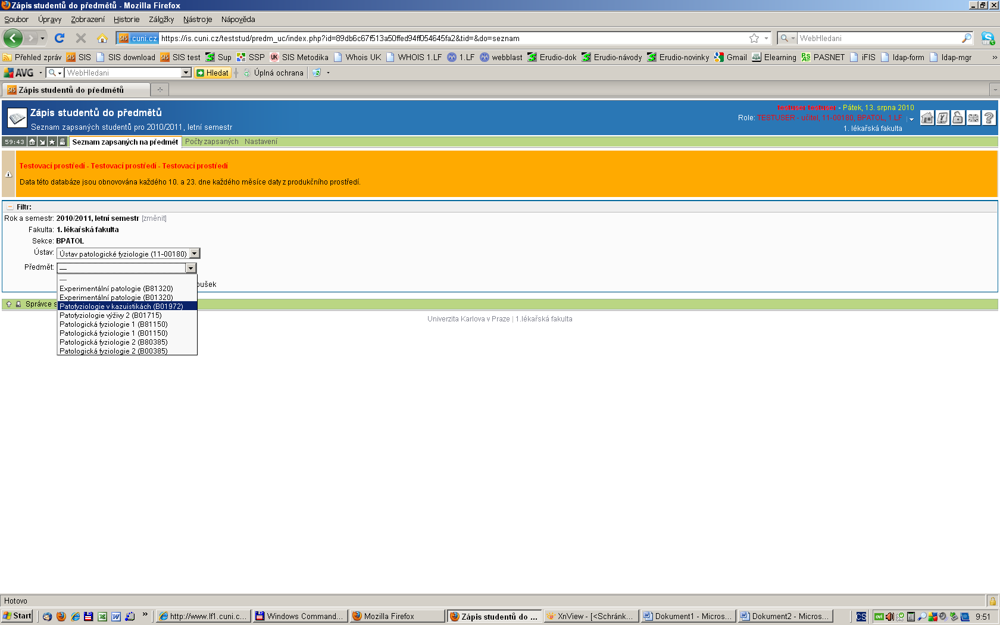 Zápis studentů do předmětů - Mozilla Firefox
Soubor Úpravy Zobrazení Historie Záložky Nástroje Nápověda
SIS cuni.cz https://is.cuni.cz/teststud/predm_uc/index.php?id=89db6c67f513a50ffed94ff054645fa2&tid=&do=seznam WebHledani
Přehled zpráv SIS SIS download SIS test Sup SSP SIS Metodika Whois UK WHOIS 1.LF 1.LF webblast Erudio-dok Erudio-návody Erudio-novinky Gmail Elearning PASNET iFIS ldap-form ldap-mgr »
AVG WebHledani Hledat Úplná ochrana
SIS Zápis studentů do předmětů
Zápis studentů do předmětů
Seznam zapsaných studentů pro 2010/2011, letní semestr
testuser testuser - Pátek, 13. srpna 2010
Role: TESTUSER - učitel, 11-00180, BPATOL, 1.LF
1. lékařská fakulta
59:43 Seznam zapsaných na předmět Počty zapsaných Nastavení
Testovací prostředí - Testovací prostředí - Testovací prostředí
Data této databáze jsou obnovována každého 10. a 23. dne každého měsíce daty z produkčního prostředí.
Filtr:
Rok a semestr: 2010/2011, letní semestr [změnit]
Fakulta: 1. lékařská fakulta
Sekce: BPATOL
Ústav: Ústav patologické fyziologie (11-00180)
Předmět: —
—
oušek
Experimentální patologie (B81320)
Experimentální patologie (B01320)
Správce s
Patofyziologie v kazuistikách (B01972)
Patofyziologie výživy 2 (B01715)
Patologická fyziologie 1 (B81150)
Patologická fyziologie 1 (B01150)
Patologická fyziologie 2 (B80385)
Patologická fyziologie 2 (B00385)
Univerzita Karlova v Praze | 1.lékařská fakulta
Hotovo
Start » http://www.lf1.cuni.c... Windows Command... Mozilla Firefox Zápis studentů do ... XnView - [<Schránk... Dokument1 - Micros... Dokument2 - Micros... CS 9:51